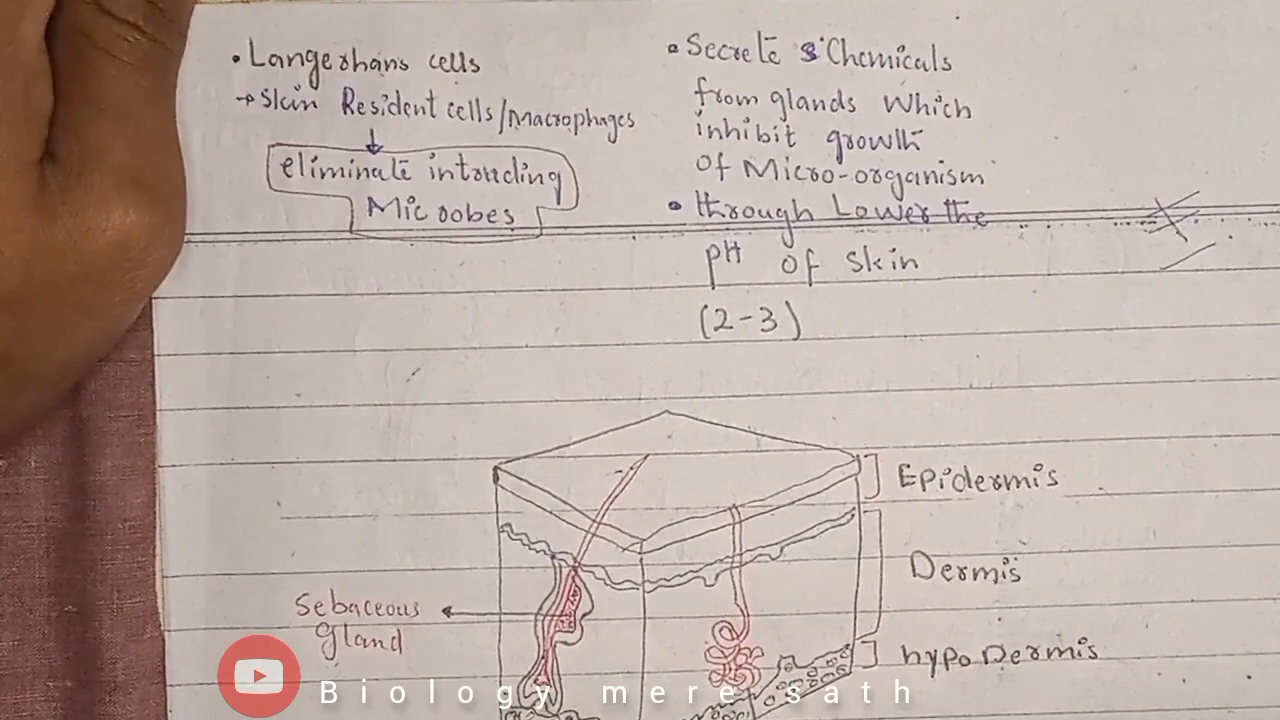 • Langerhans cells
→ Skin Resident cells/macrophages
eliminate intruding
Microbes
• Secrete s Chemicals
from glands which
inhibit growth
of Micro-organism
• through Lower the
pH of skin
(2-3)
Epidermis
Dermis
Sebaceous
gland
hypoDermis
Biology mere sath